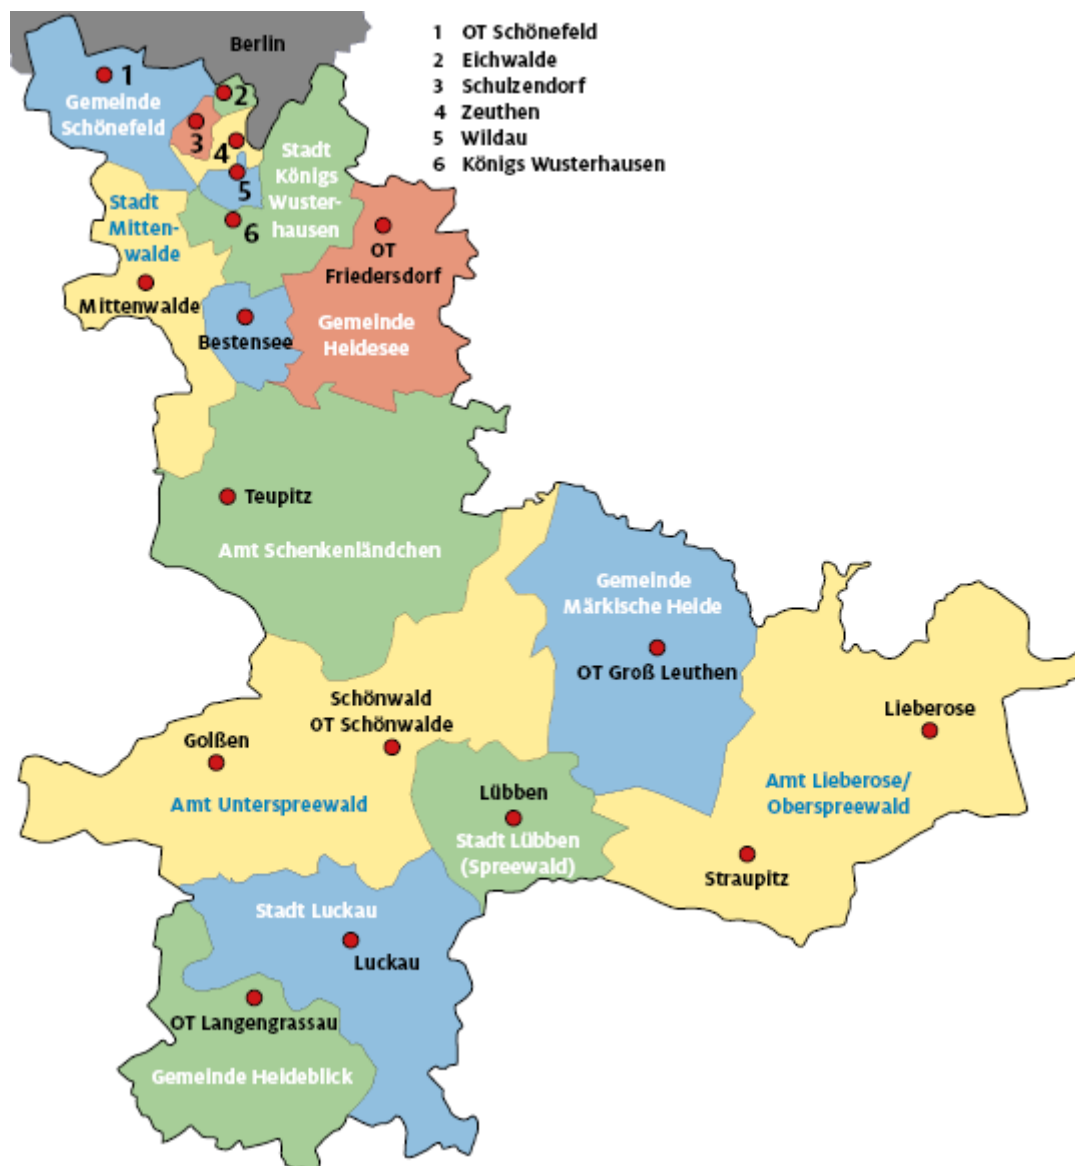 Berlin
1 OT Schönefeld
2 Eichwalde
3 Schulzendorf
4 Zeuthen
5 Wildau
6 Königs Wusterhausen
1
Gemeinde
Schönefeld
2
3
4
5
6
Stadt
Königs
Wuster-
hausen
Stadt
Mitten-
walde
Mittenwalde
OT
Friedersdorf
Gemeinde
Heidesee
Bestensee
Teupitz
Amt Schenkenländchen
Gemeinde
Märkische Heide
OT Groß Leuthen
Schönwald
OT Schönwalde
Golßen
Amt Unterspreewald
Lieberose
Amt Lieberose/
Oberspreewald
Lübben
Stadt Lübben
(Spreewald)
Straupitz
Stadt Luckau
Luckau
OT Langengrassau
Gemeinde Heideblick